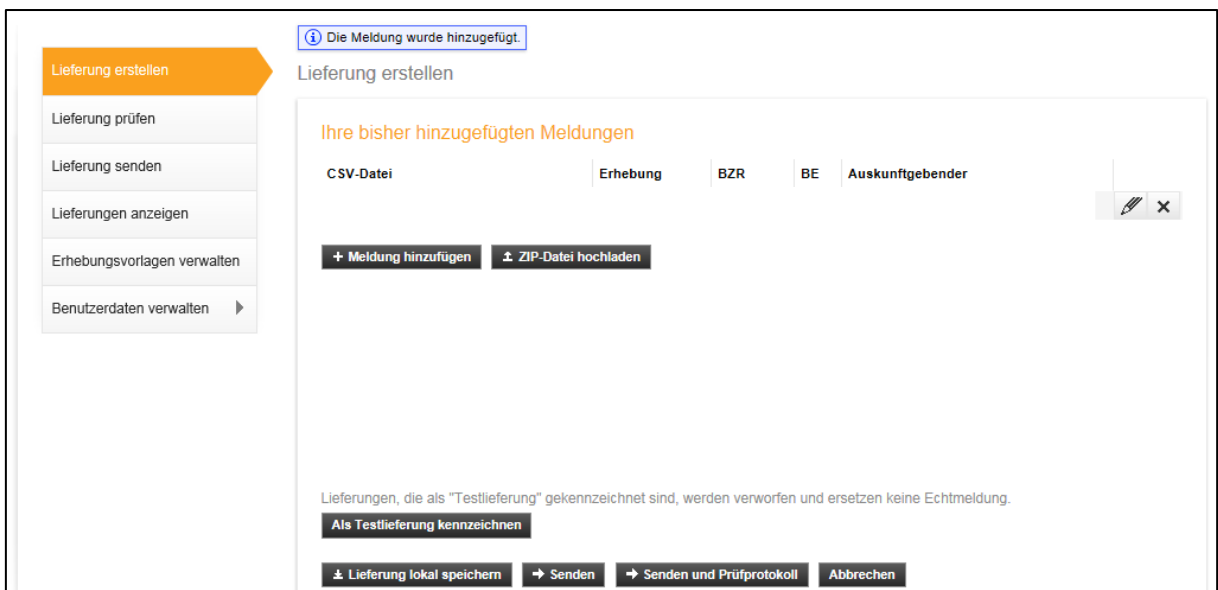 Die Meldung wurde hinzugefügt.
Lieferung erstellen
Lieferung prüfen
Lieferung senden
Lieferungen anzeigen
Erhebungsvorlagen verwalten
Benutzerdaten verwalten
Lieferung erstellen
Ihre bisher hinzugefügten Meldungen
CSV-Datei Erhebung BZR BE Auskunftgebender
+ Meldung hinzufügen ZIP-Datei hochladen
Lieferungen, die als "Testlieferung" gekennzeichnet sind, werden verworfen und ersetzen keine Echtmeldung.
Als Testlieferung kennzeichnen
Lieferung lokal speichern Senden Senden und Prüfprotokoll Abbrechen